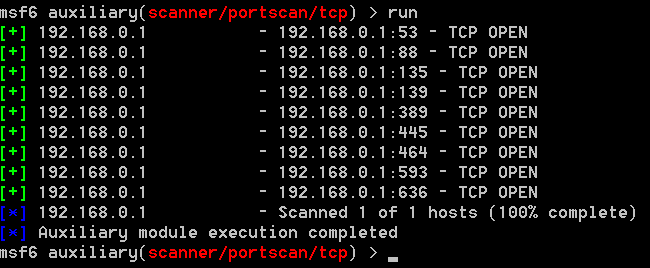 msf6 auxiliary(scanner/portscan/tcp) > run
[+] 192.168.0.1 - 192.168.0.1:53 - TCP OPEN
[+] 192.168.0.1 - 192.168.0.1:88 - TCP OPEN
[+] 192.168.0.1 - 192.168.0.1:135 - TCP OPEN
[+] 192.168.0.1 - 192.168.0.1:139 - TCP OPEN
[+] 192.168.0.1 - 192.168.0.1:389 - TCP OPEN
[+] 192.168.0.1 - 192.168.0.1:445 - TCP OPEN
[+] 192.168.0.1 - 192.168.0.1:464 - TCP OPEN
[+] 192.168.0.1 - 192.168.0.1:593 - TCP OPEN
[+] 192.168.0.1 - 192.168.0.1:636 - TCP OPEN
[*] 192.168.0.1 - Scanned 1 of 1 hosts (100% complete)
[*] Auxiliary module execution completed
msf6 auxiliary(scanner/portscan/tcp) > _